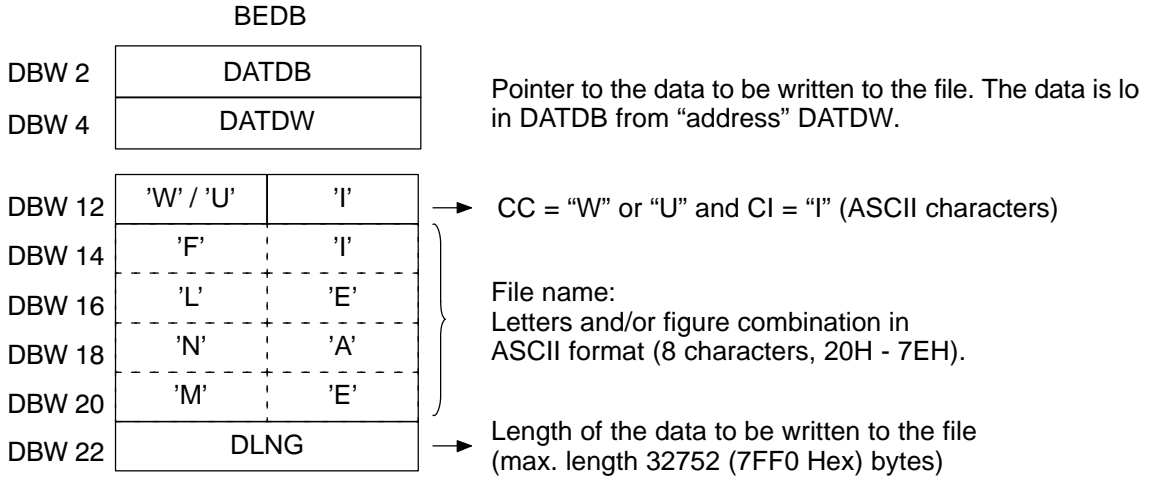 BEDB
DBW 2 DATDB
DBW 4 DATDW
Pointer to the data to be written to the file. The data is lo
in DATDB from “address” DATDW.
DBW 12 ’W’ / ’U’ ’I’ CC = “W” or “U” and CI = “I” (ASCII characters)
DBW 14 ’F’ ’I’
DBW 16 ’L’ ’E’
DBW 18 ’N’ ’A’
DBW 20 ’M’ ’E’
File name:
Letters and/or figure combination in
ASCII format (8 characters, 20H - 7EH).
DBW 22 DLNG
Length of the data to be written to the file
(max. length 32752 (7FF0 Hex) bytes)